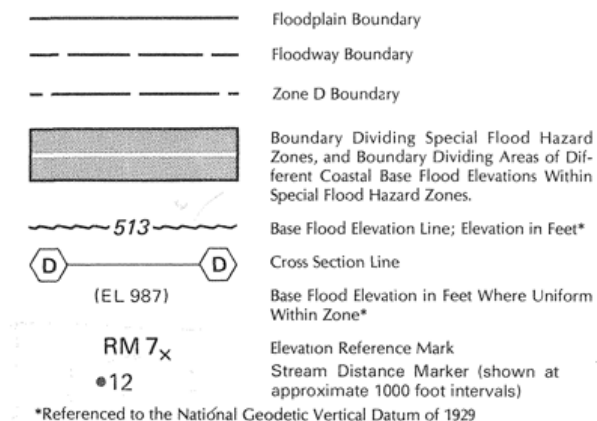 Floodplain Boundary
Floodway Boundary
Zone D Boundary
Boundary Dividing Special Flood Hazard
Zones, and Boundary Dividing Areas of Dif-
ferent Coastal Base Flood Elevations Within
Special Flood Hazard Zones.
513
Base Flood Elevation Line; Elevation in Feet*
D
D
Cross Section Line
(EL 987)
Base Flood Elevation in Feet Where Uniform
Within Zone*
RM 7x
Elevation Reference Mark
12
Stream Distance Marker (shown at
approximate 1000 foot intervals)
*Referenced to the National Geodetic Vertical Datum of 1929